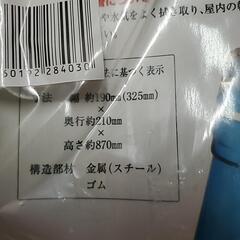 や水気をよく拭き取り、屋内の
い。
50192284030
法に基づく表示
寸法 幅 約190㎜(325㎜)
×
奥行約210㎜
×
高さ約870㎜
構造部材 金属(スチール)
ゴム